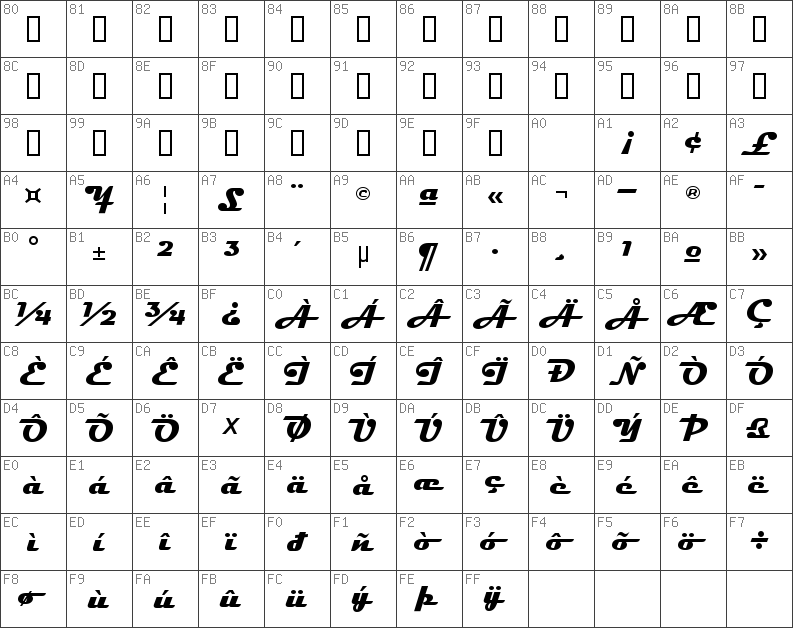 80 81 82 83 84 85 86 87 88 89 8A 8B
8C 8D 8E 8F 90 91 92 93 94 95 96 97
98 99 9A 9B 9C 9D 9E 9F A0 A1 A2 A3
¡ ¢ £
A4 A5 A6 A7 A8 A9 AA AB AC AD AE AF
¤ ¥ ¦ § ¨ © ª « ¬ - ® ¯
B0 B1 B2 B3 B4 B5 B6 B7 B8 B9 BA BB
° ± ² ³ ´ µ ¶ · ¸ ¹ º »
BC BD BE BF C0 C1 C2 C3 C4 C5 C6 C7
¼ ½ ¾ ¿ À Á Â Ã Ä Å Æ Ç
C8 C9 CA CB CC CD CE CF D0 D1 D2 D3
È É Ê Ë Ì Í Î Ï Ð Ñ Ò Ó
D4 D5 D6 D7 D8 D9 DA DB DC DD DE DF
Ô Õ Ö × Ø Ù Ú Û Ü Ý Þ ß
E0 E1 E2 E3 E4 E5 E6 E7 E8 E9 EA EB
à á â ã ä å æ ç è é ê ë
EC ED EE EF F0 F1 F2 F3 F4 F5 F6 F7
ì í î ï ð ñ ò ó ô õ ö ÷
F8 F9 FA FB FC FD FE FF
ø ù ú û ü ý þ ÿ